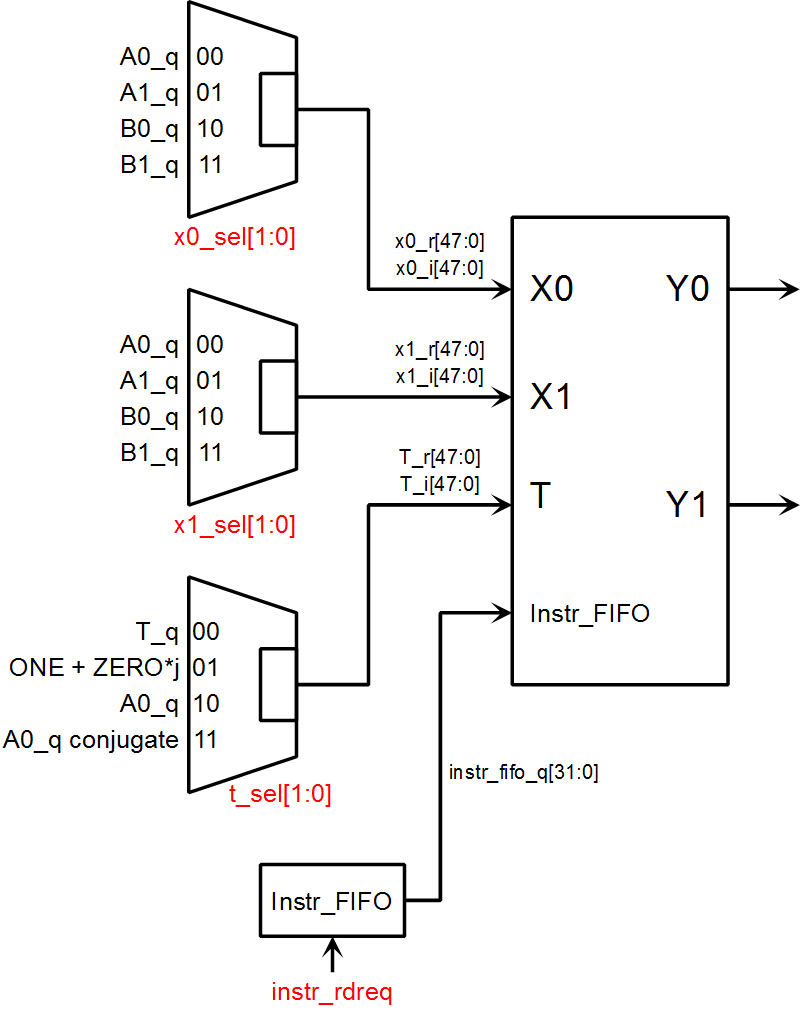 A0_q 00
A1_q 01
B0_q 10
B1_q 11
x0_sel[1:0]
x0_r[47:0]
x0_i[47:0]
X0
Y0
A0_q 00
A1_q 01
B0_q 10
B1_q 11
x1_sel[1:0]
x1_r[47:0]
x1_i[47:0]
X1
T_r[47:0]
T_i[47:0]
T
Y1
T_q 00
ONE + ZERO*j 01
A0_q 10
A0_q conjugate 11
t_sel[1:0]
Instr_FIFO
instr_fifo_q[31:0]
Instr_FIFO
instr_rdreq